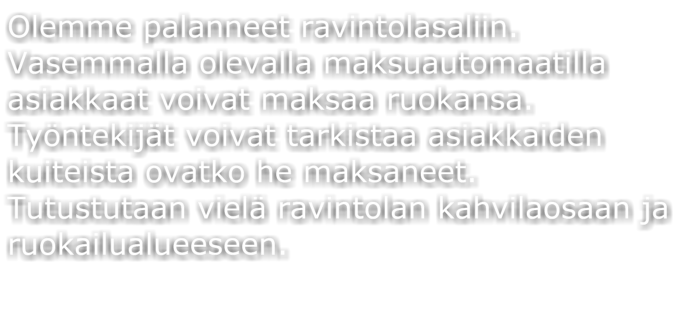 Olemme palanneet ravintolasaliin.
Vasemmalla olevalla maksuautomaatilla
asiakkaat voivat maksaa ruokansa.
Työntekijät voivat tarkistaa asiakkaiden
kuiteista ovatko he maksaneet.
Tutustutaan vielä ravintolan kahvilaosaan ja
ruokailualueeseen.